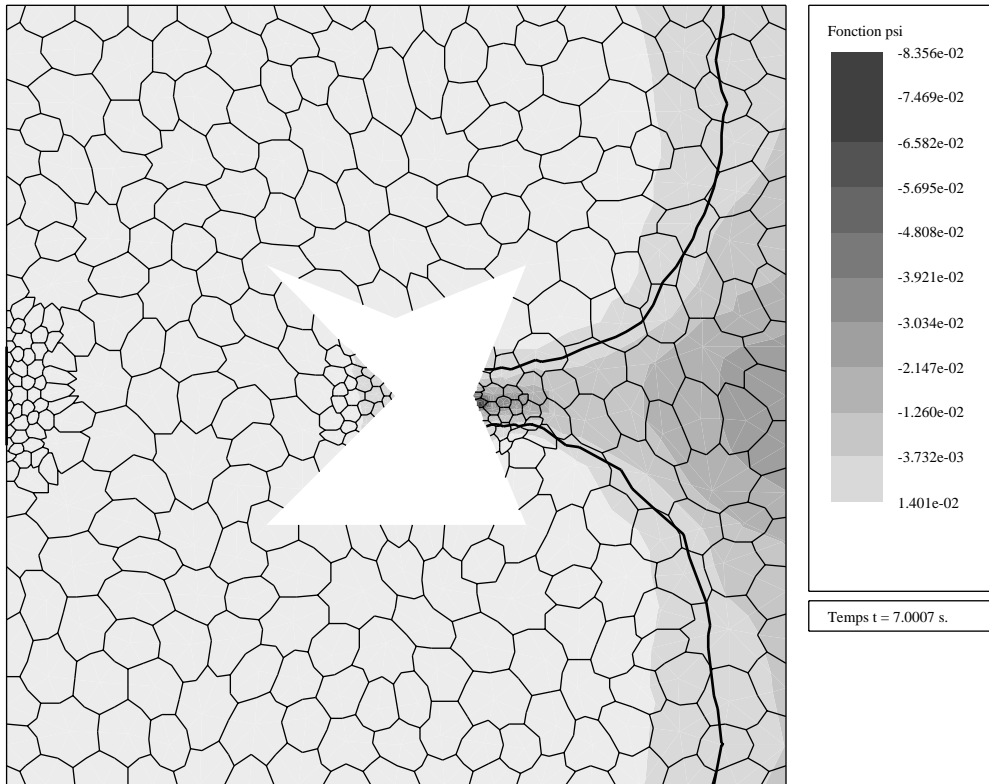 Fonction psi
-8.356e-02
-7.469e-02
-6.582e-02
-5.695e-02
-4.808e-02
-3.921e-02
-3.034e-02
-2.147e-02
-1.260e-02
-3.732e-03
1.401e-02
Temps t = 7.0007 s.